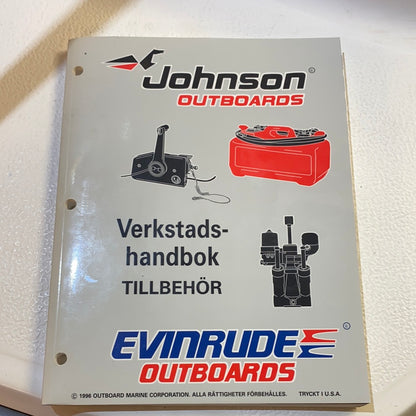 Johnson®
OUTBOARDS
Verkstads-
handbok
TILLBEHÖR
EVINRUDE®
OUTBOARDS
© 1996 OUTBOARD MARINE CORPORATION. ALLA RÄTTIGHETER FÖRBEHÅLLES. TRYCKT I U.S.A.